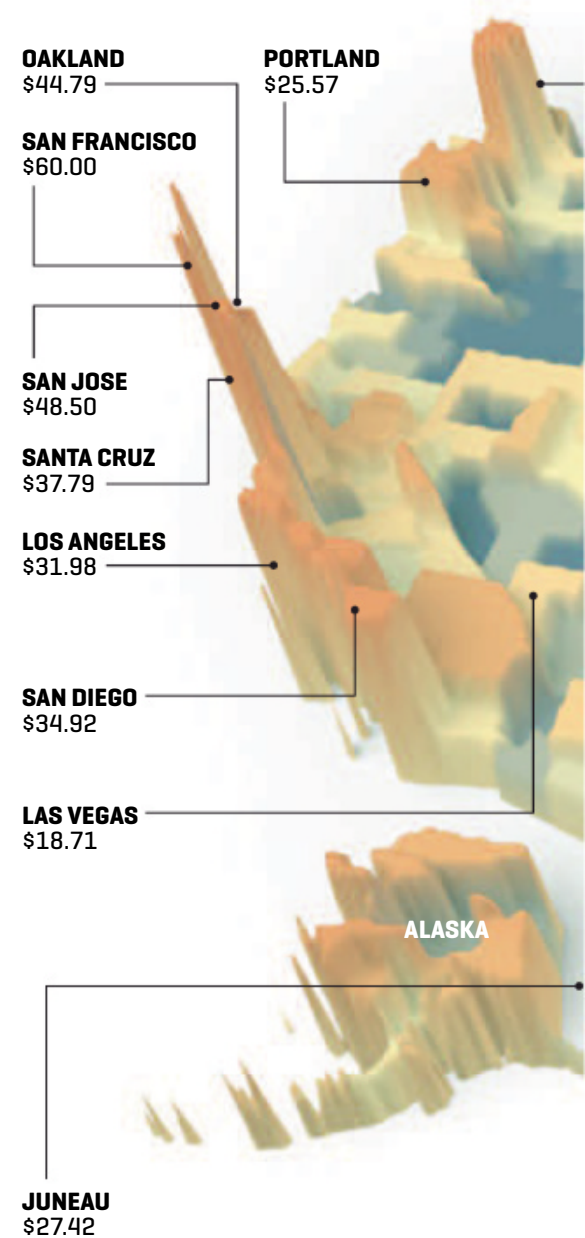 OAKLAND
$44.79
PORTLAND
$25.57
SAN FRANCISCO
$60.00
SAN JOSE
$48.50
SANTA CRUZ
$37.79
LOS ANGELES
$31.98
SAN DIEGO
$34.92
LAS VEGAS
$18.71
ALASKA
JUNEAU
$27.42